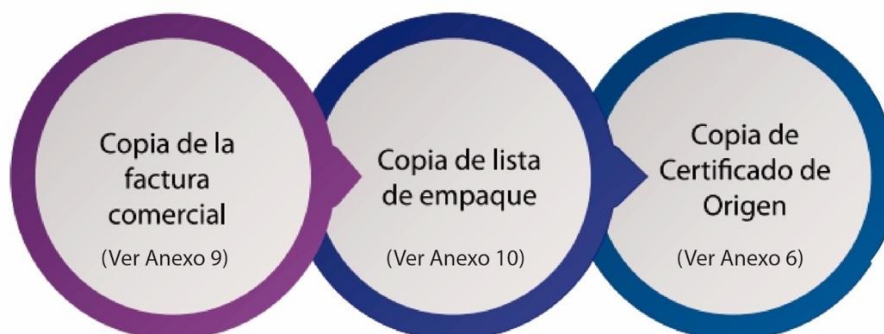 Copia de la
factura
comercial
(Ver Anexo 9)
Copia de lista
de empaque
(Ver Anexo 10)
Copia de
Certificado de
Origen
(Ver Anexo 6)